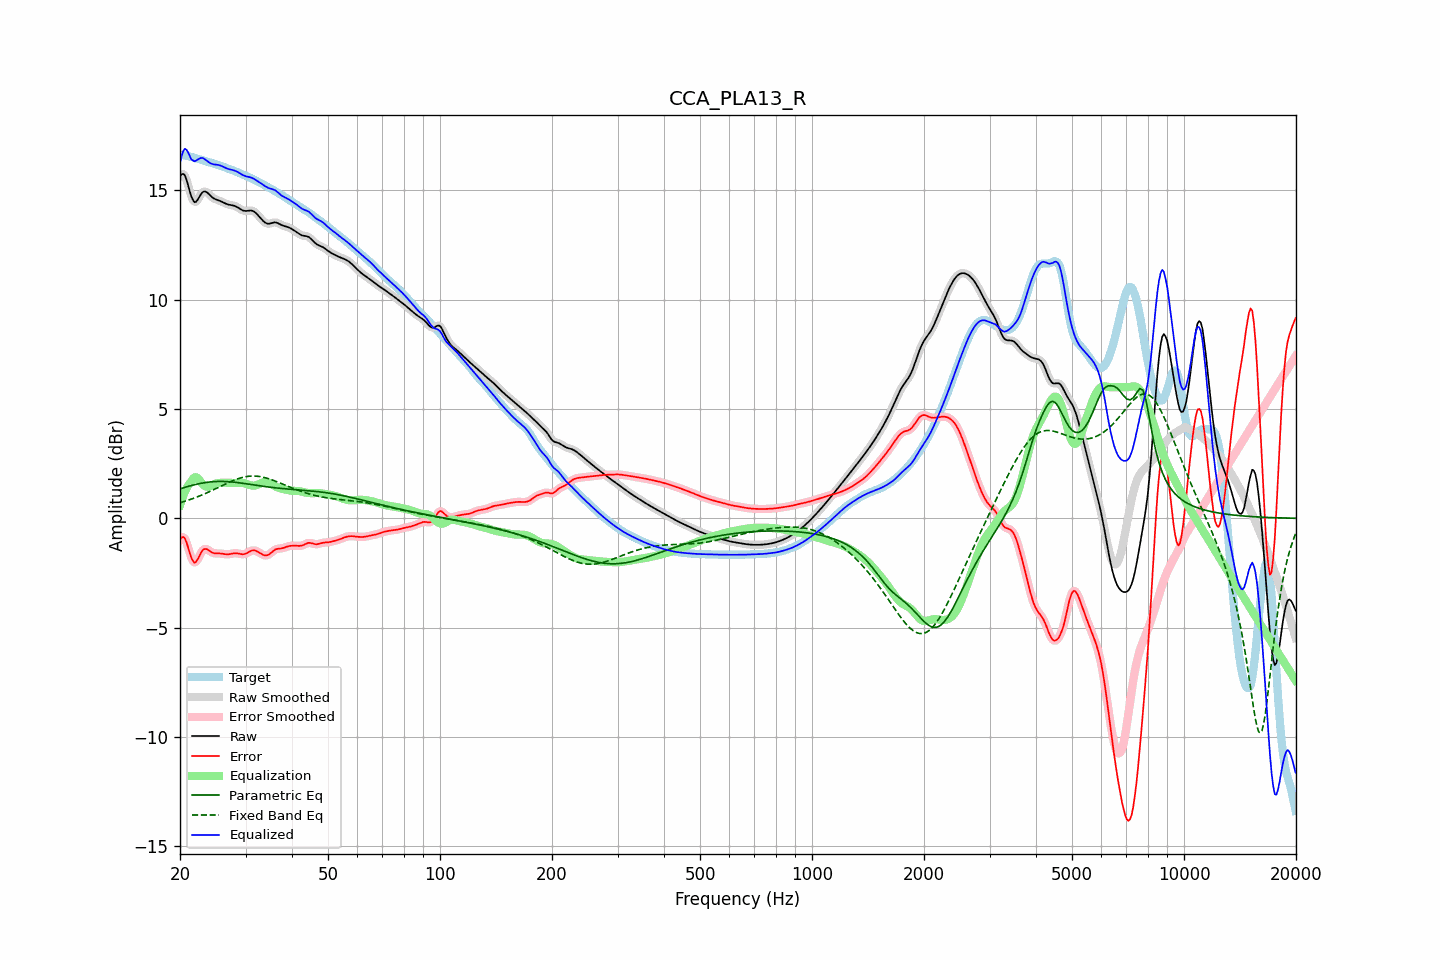 CCA_PLA13_R
Amplitude (dBr)
15
10
5
0
−5
−10
−15
Target
Raw Smoothed
Error Smoothed
Raw
Error
Equalization
Parametric Eq
Fixed Band Eq
Equalized
20 50 100 200 500 1000 2000 5000 10000 20000
Frequency (Hz)